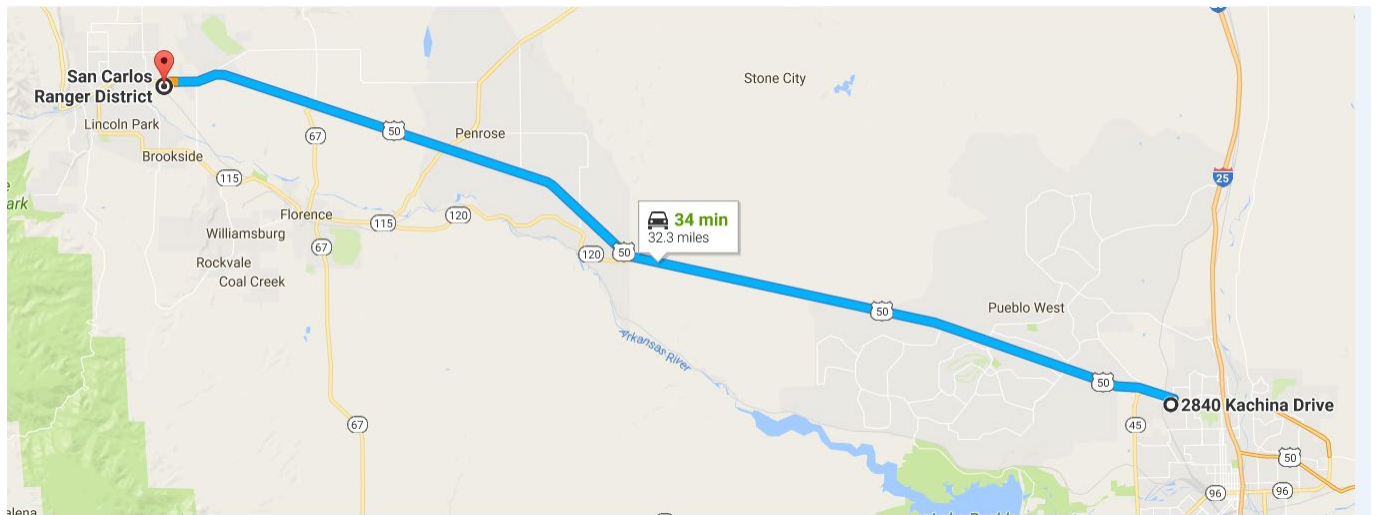 San Carlos
Ranger District
Lincoln Park
Brookside
115
67
50
Penrose
Stone City
25
Florence
115
120
Williamsburg
67
Rockvale
Coal Creek
120
50
34 min
32.3 miles
50
Pueblo West
Arkansas River
50
2840 Kachina Drive
45
67
50
96
96
ark